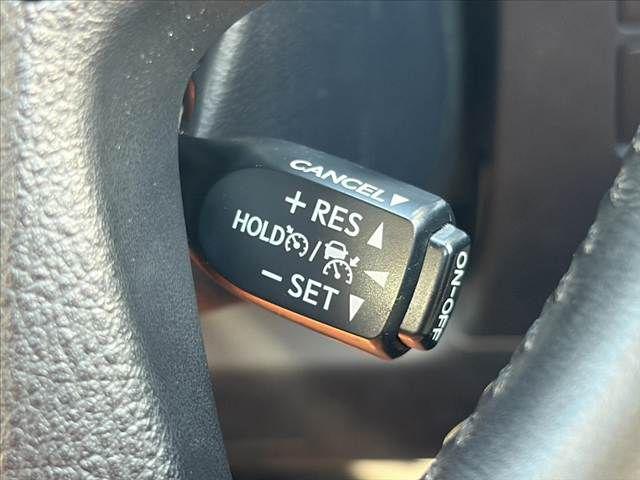 CANCEL
+ RES
HOLD /
− SET
ON-OFF